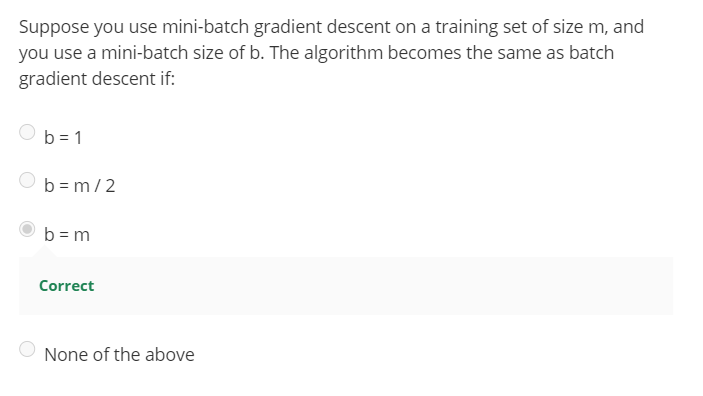 Suppose you use mini-batch gradient descent on a training set of size m, and
you use a mini-batch size of b. The algorithm becomes the same as batch
gradient descent if:
b = 1
b = m / 2
b = m
Correct
None of the above